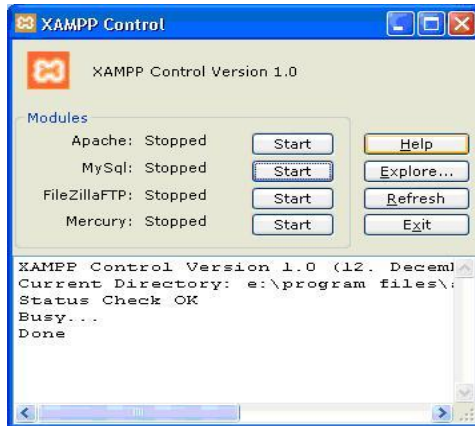 XAMPP Control
XAMPP Control Version 1.0
Modules
Apache: Stopped Start
MySql: Stopped Start
FileZillaFTP: Stopped Start
Mercury: Stopped Start
Help
Explore...
Refresh
Exit
XAMPP Control Version 1.0 (12. Decem
Current Directory: e:\program files\
Status Check OK
Busy...
Done